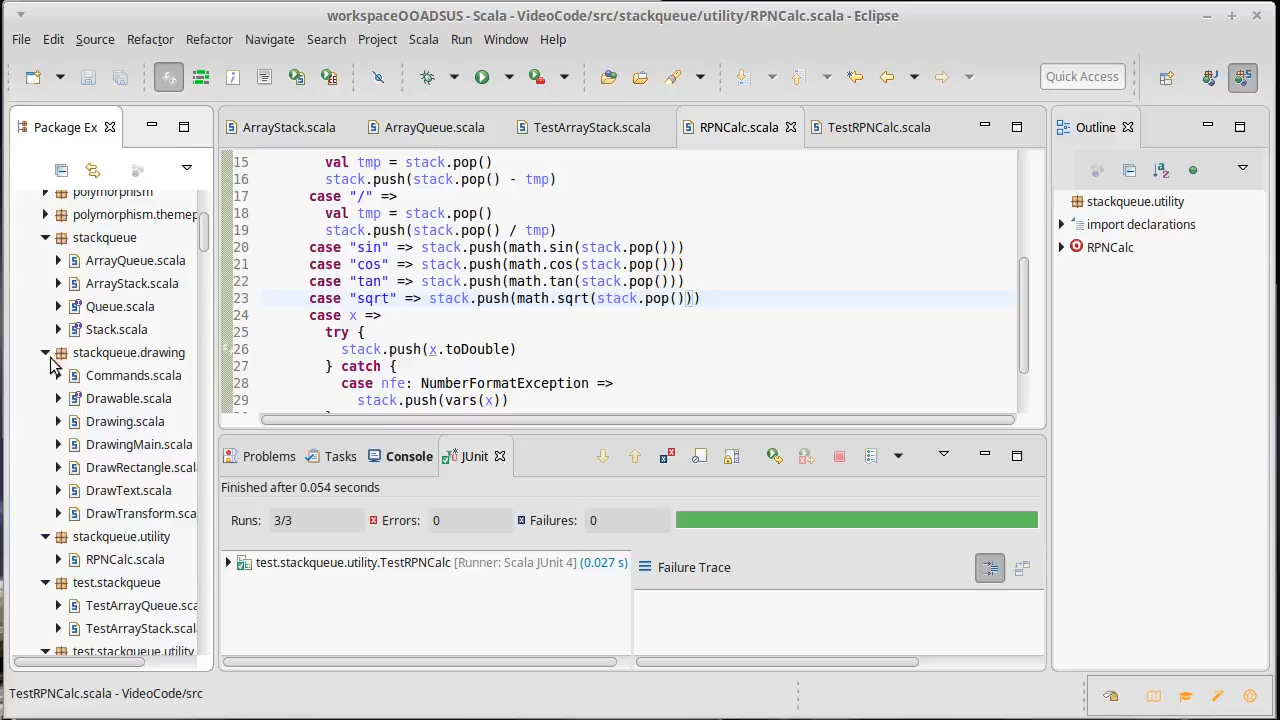 workspaceOOADSUS - Scala - VideoCode/src/stackqueue/utility/RPNCalc.scala - Eclipse
File Edit Source Refactor Refactor Navigate Search Project Scala Run Window Help
Quick Access
Package Ex
polymorphism
polymorphism.themep
stackqueue
ArrayQueue.scala
ArrayStack.scala
Queue.scala
Stack.scala
stackqueue.drawing
Commands.scala
Drawable.scala
Drawing.scala
DrawingMain.scala
DrawRectangle.scal
DrawText.scala
DrawTransform.sca
stackqueue.utility
RPNCalc.scala
test.stackqueue
TestArrayQueue.sca
TestArrayStack.scal
test.stackqueue.utility
ArrayStack.scala ArrayQueue.scala TestArrayStack.scala RPNCalc.scala TestRPNCalc.scala
15 val tmp = stack.pop()
16 stack.push(stack.pop() - tmp)
17 case "/" =>
18 val tmp = stack.pop()
19 stack.push(stack.pop() / tmp)
20 case "sin" => stack.push(math.sin(stack.pop()))
21 case "cos" => stack.push(math.cos(stack.pop()))
22 case "tan" => stack.push(math.tan(stack.pop()))
23 case "sqrt" => stack.push(math.sqrt(stack.pop()))
24 case x =>
25 try {
26 stack.push(x.toDouble)
27 } catch {
28 case nfe: NumberFormatException =>
29 stack.push(vars(x))
Problems Tasks Console JUnit
Finished after 0.054 seconds
Runs: 3/3 Errors: 0 Failures: 0
test.stackqueue.utility.TestRPNCalc [Runner: Scala JUnit 4] (0.027 s)
Failure Trace
Outline
stackqueue.utility
import declarations
RPNCalc
TestRPNCalc.scala - VideoCode/src